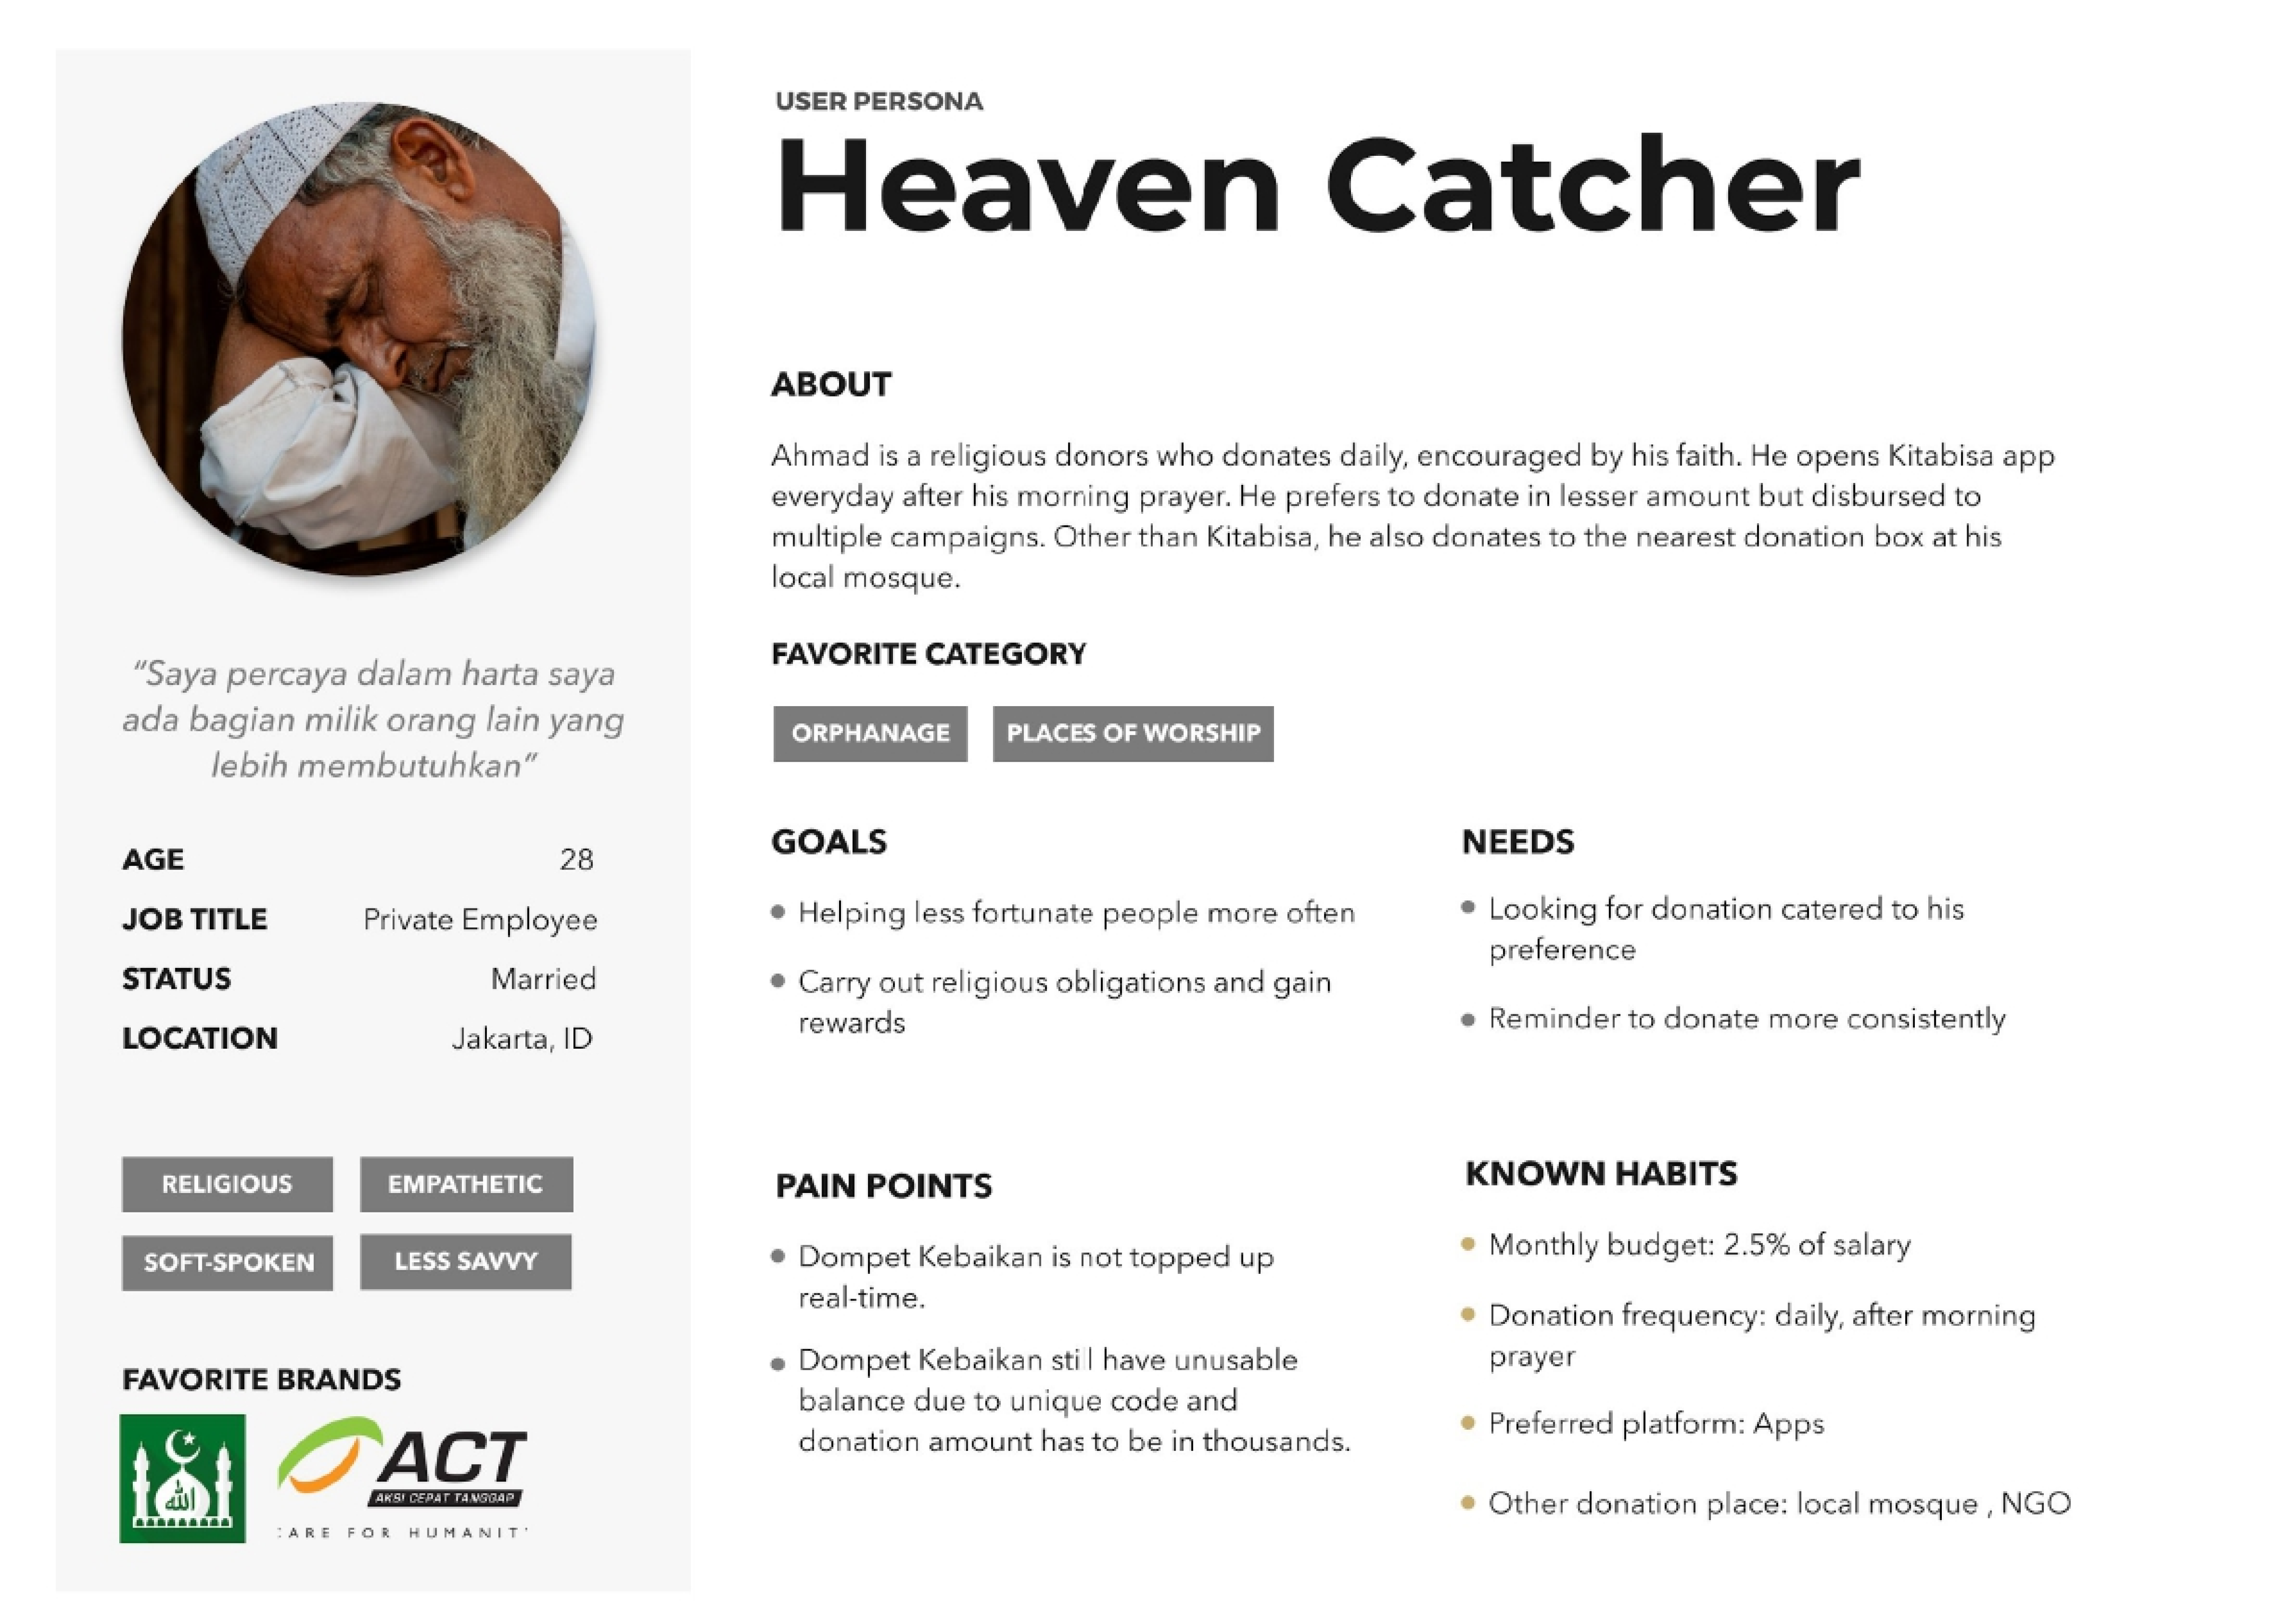 USER PERSONA
Heaven Catcher
ABOUT
Ahmad is a religious donors who donates daily, encouraged by his faith. He opens Kitabisa app
everyday after his morning prayer. He prefers to donate in lesser amount but disbursed to
multiple campaigns. Other than Kitabisa, he also donates to the nearest donation box at his
local mosque.
FAVORITE CATEGORY
ORPHANAGE
PLACES OF WORSHIP
GOALS
Helping less fortunate people more often
Carry out religious obligations and gain
rewards
NEEDS
Looking for donation catered to his
preference
Reminder to donate more consistently
PAIN POINTS
Dompet Kebaikan is not topped up
real-time.
Dompet Kebaikan still have unusable
balance due to unique code and
donation amount has to be in thousands.
KNOWN HABITS
Monthly budget: 2.5% of salary
Donation frequency: daily, after morning
prayer
Preferred platform: Apps
Other donation place: local mosque , NGO
“Saya percaya dalam harta saya
ada bagian milik orang lain yang
lebih membutuhkan”
AGE 28
JOB TITLE Private Employee
STATUS Married
LOCATION Jakarta, ID
RELIGIOUS
EMPATHETIC
SOFT-SPOKEN
LESS SAVVY
FAVORITE BRANDS
الله
ACT
AKSI CEPAT TANGGAP
ARE FOR HUMANIT